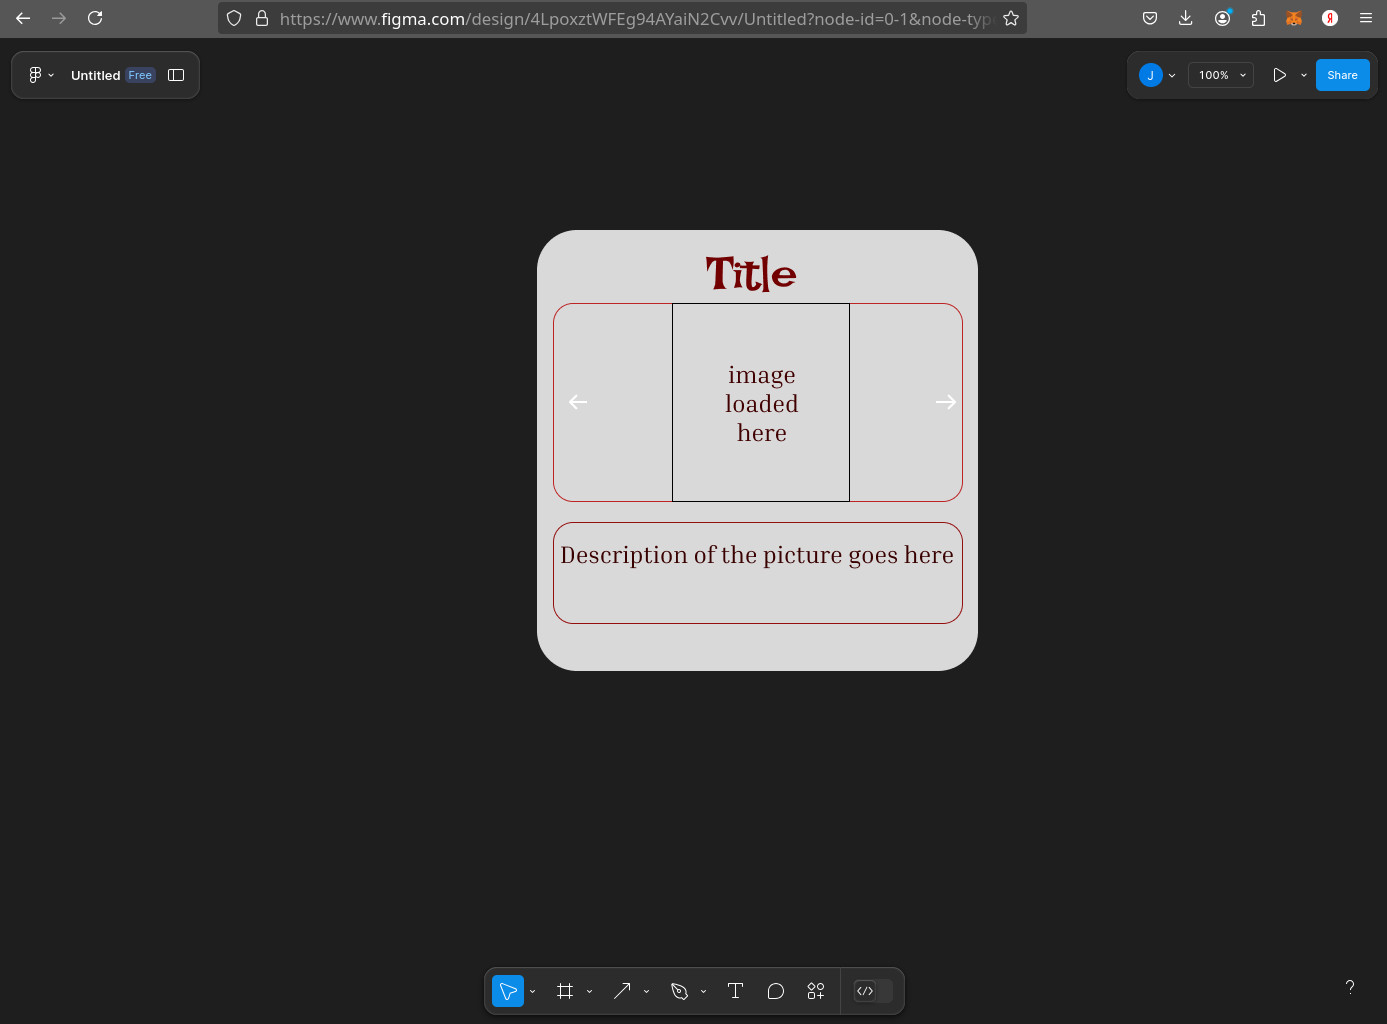 https://www.figma.com/design/4LpoxztWFEg94AYaiN2Cvv/Untitled?node-id=0-1&node-typ
Я
Untitled Free
J 100% Share
Title
image
loaded
here
Description of the picture goes here
T </> ?